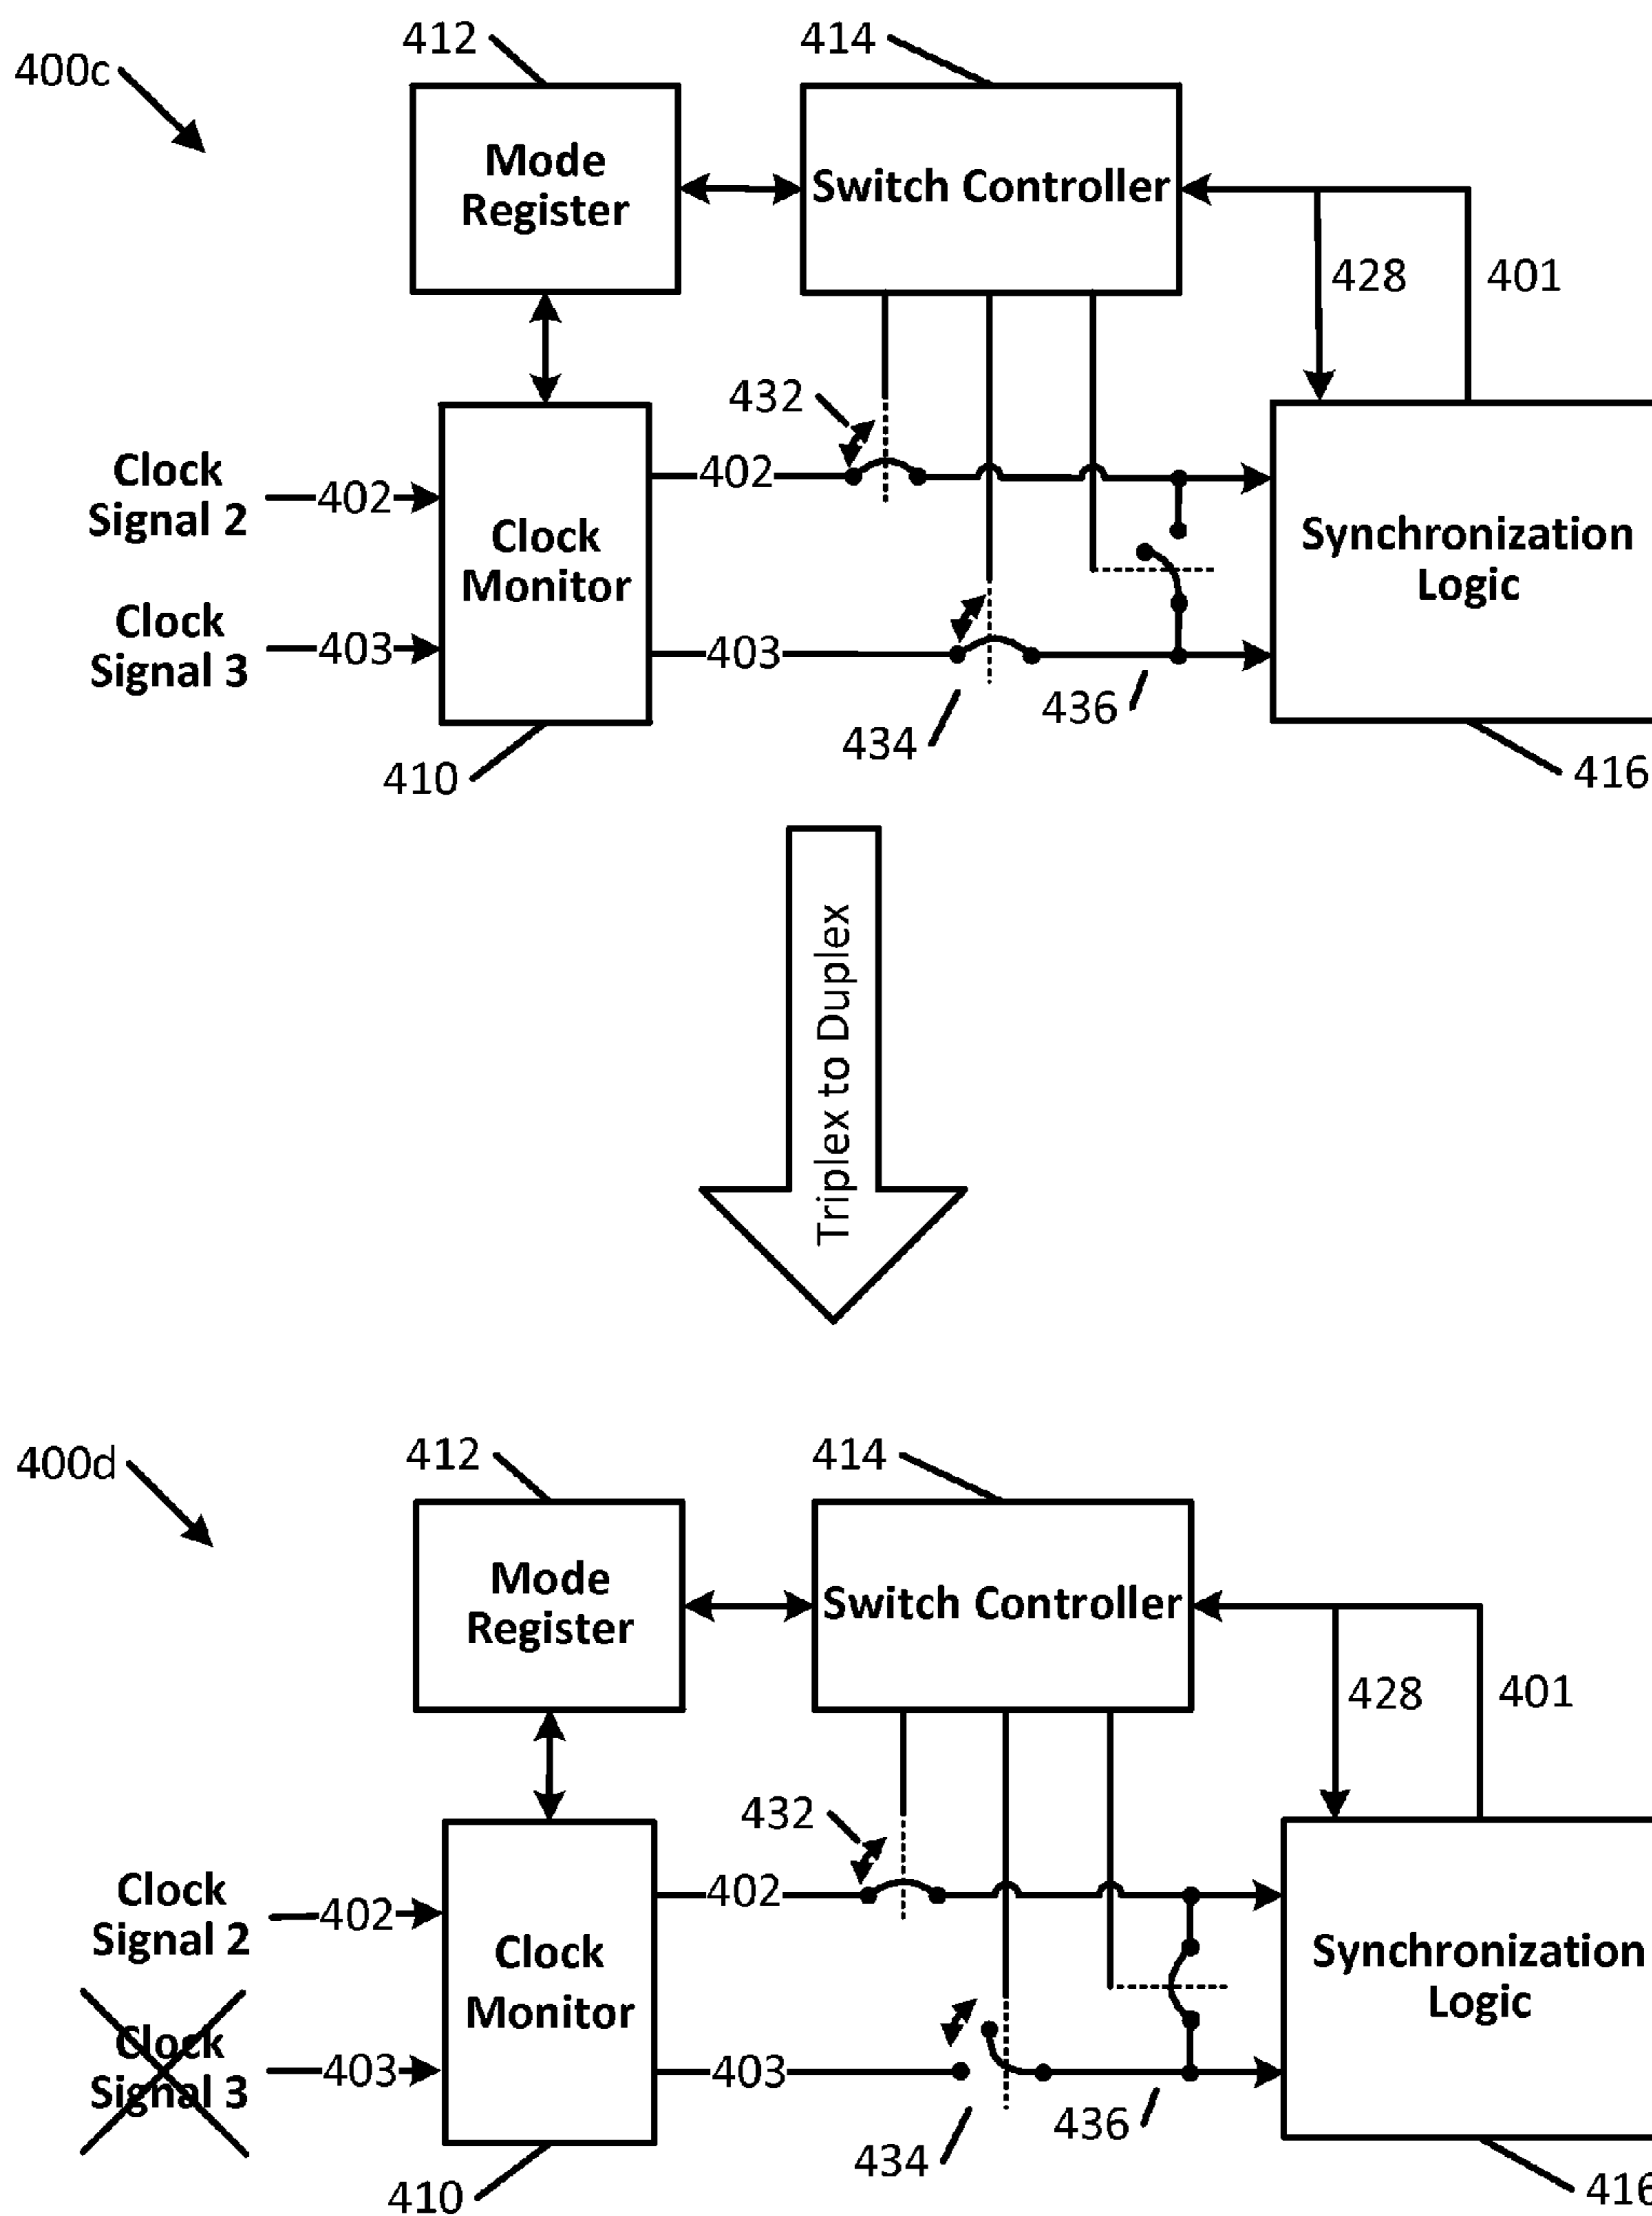 400c
412
414
Mode
Register
Switch Controller
428
401
432
Clock
Signal 2
402
402
Clock
Monitor
Synchronization
Logic
Clock
Signal 3
403
403
434
436
410
416
Triplex to Duplex
400d
412
414
Mode
Register
Switch Controller
428
401
432
Clock
Signal 2
402
402
Clock
Monitor
Synchronization
Logic
Clock
Signal 3
403
403
434
436
410
416